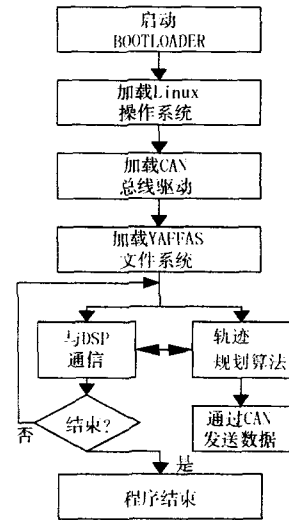 启动
BOOTLOADER
加载Linux
操作系统
加载CAN
总线驱动
加载YAFFAS
文件系统
与DSP
通信
轨迹
规划算法
结束?
通过CAN
发送数据
否
是
程序结束